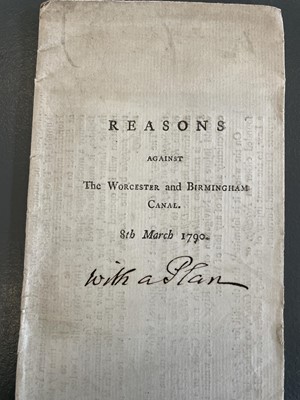 REASONS
AGAINST
The WORCESTER and BIRMINGHAM
CANAL.
8th March 1790.
with a Plan